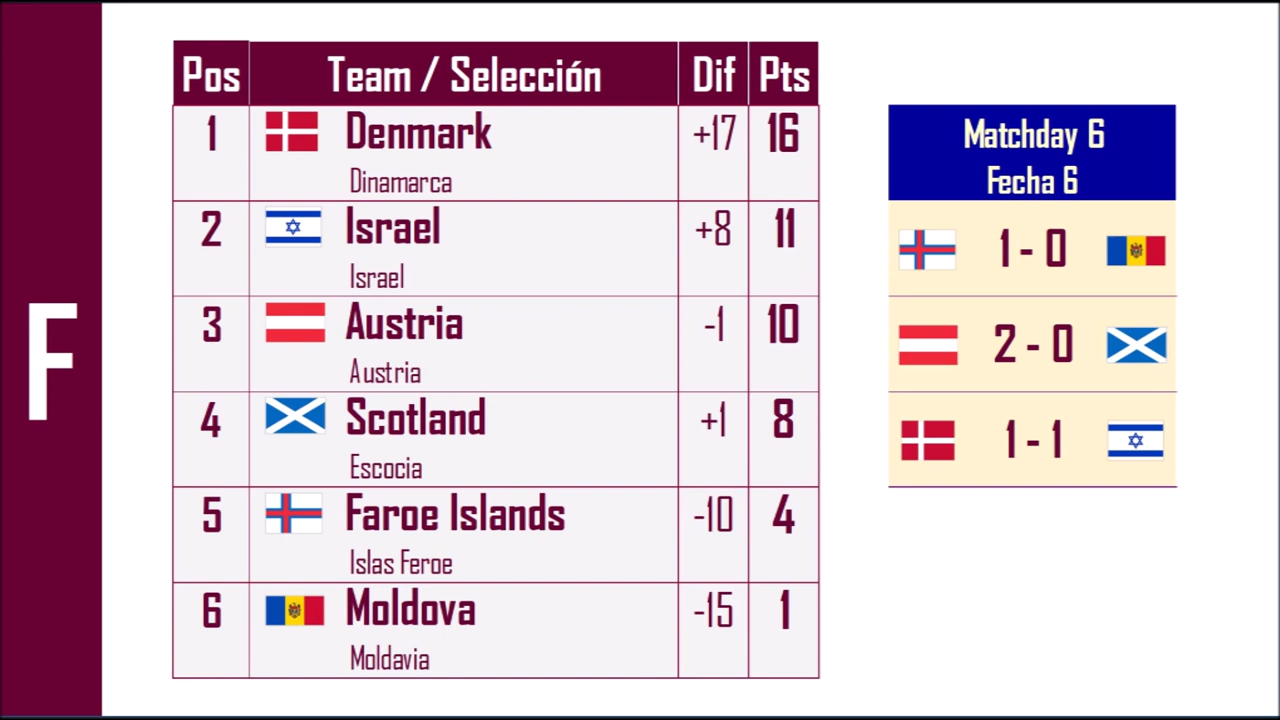 F
Pos Team / Selección Dif Pts
1 Denmark +17 16
Dinamarca
2 Israel +8 11
Israel
3 Austria -1 10
Austria
4 Scotland +1 8
Escocia
5 Faroe Islands -10 4
Islas Feroe
6 Moldova -15 1
Moldavia
Matchday 6
Fecha 6
1 - 0
2 - 0
1 - 1